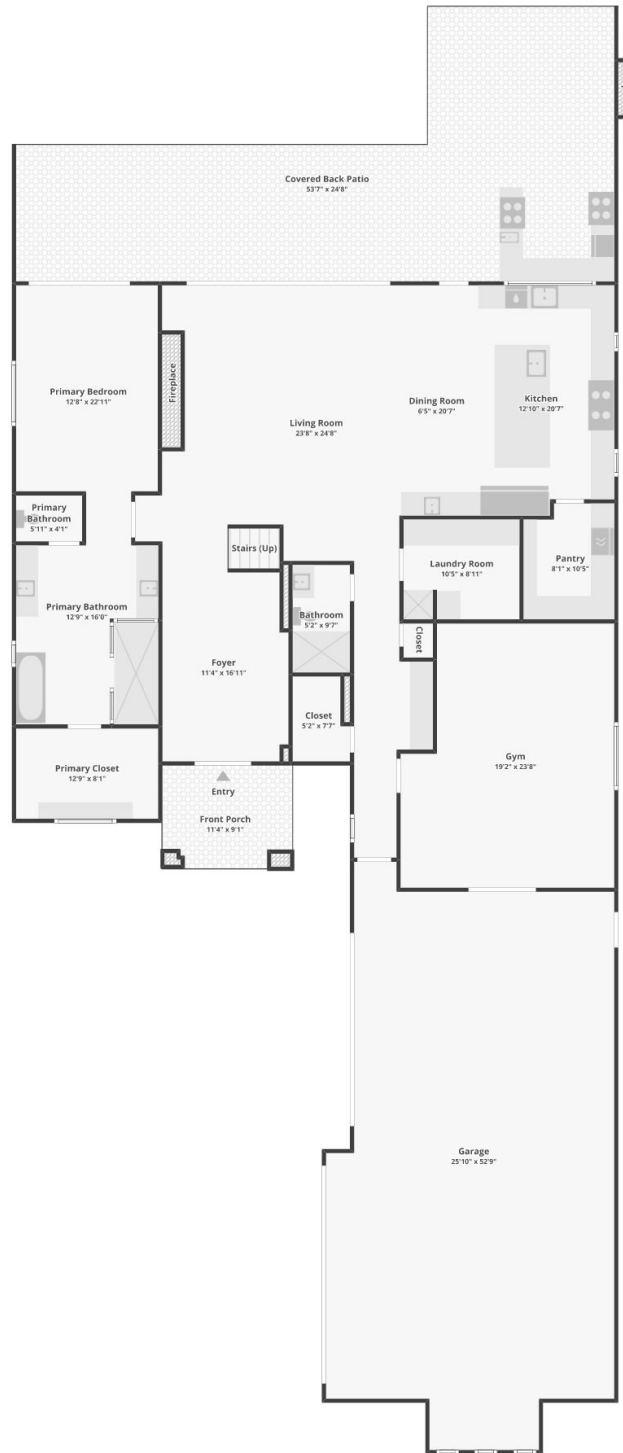 Covered Back Patio
53'7" x 24'8"
Primary Bedroom
12'8" x 22'11"
Fireplace
Living Room
23'8" x 24'8"
Dining Room
6'5" x 20'7"
Kitchen
12'10" x 20'7"
Primary
Bathroom
5'11" x 4'1"
Stairs (Up)
Laundry Room
10'5" x 8'11"
Pantry
8'1" x 10'5"
Primary Bathroom
12'9" x 16'0"
Bathroom
5'2" x 9'7"
Closet
Foyer
11'4" x 16'11"
Closet
5'2" x 7'7"
Primary Closet
12'9" x 8'1"
Gym
19'2" x 23'8"
Entry
Front Porch
11'4" x 9'1"
Garage
25'10" x 52'9"